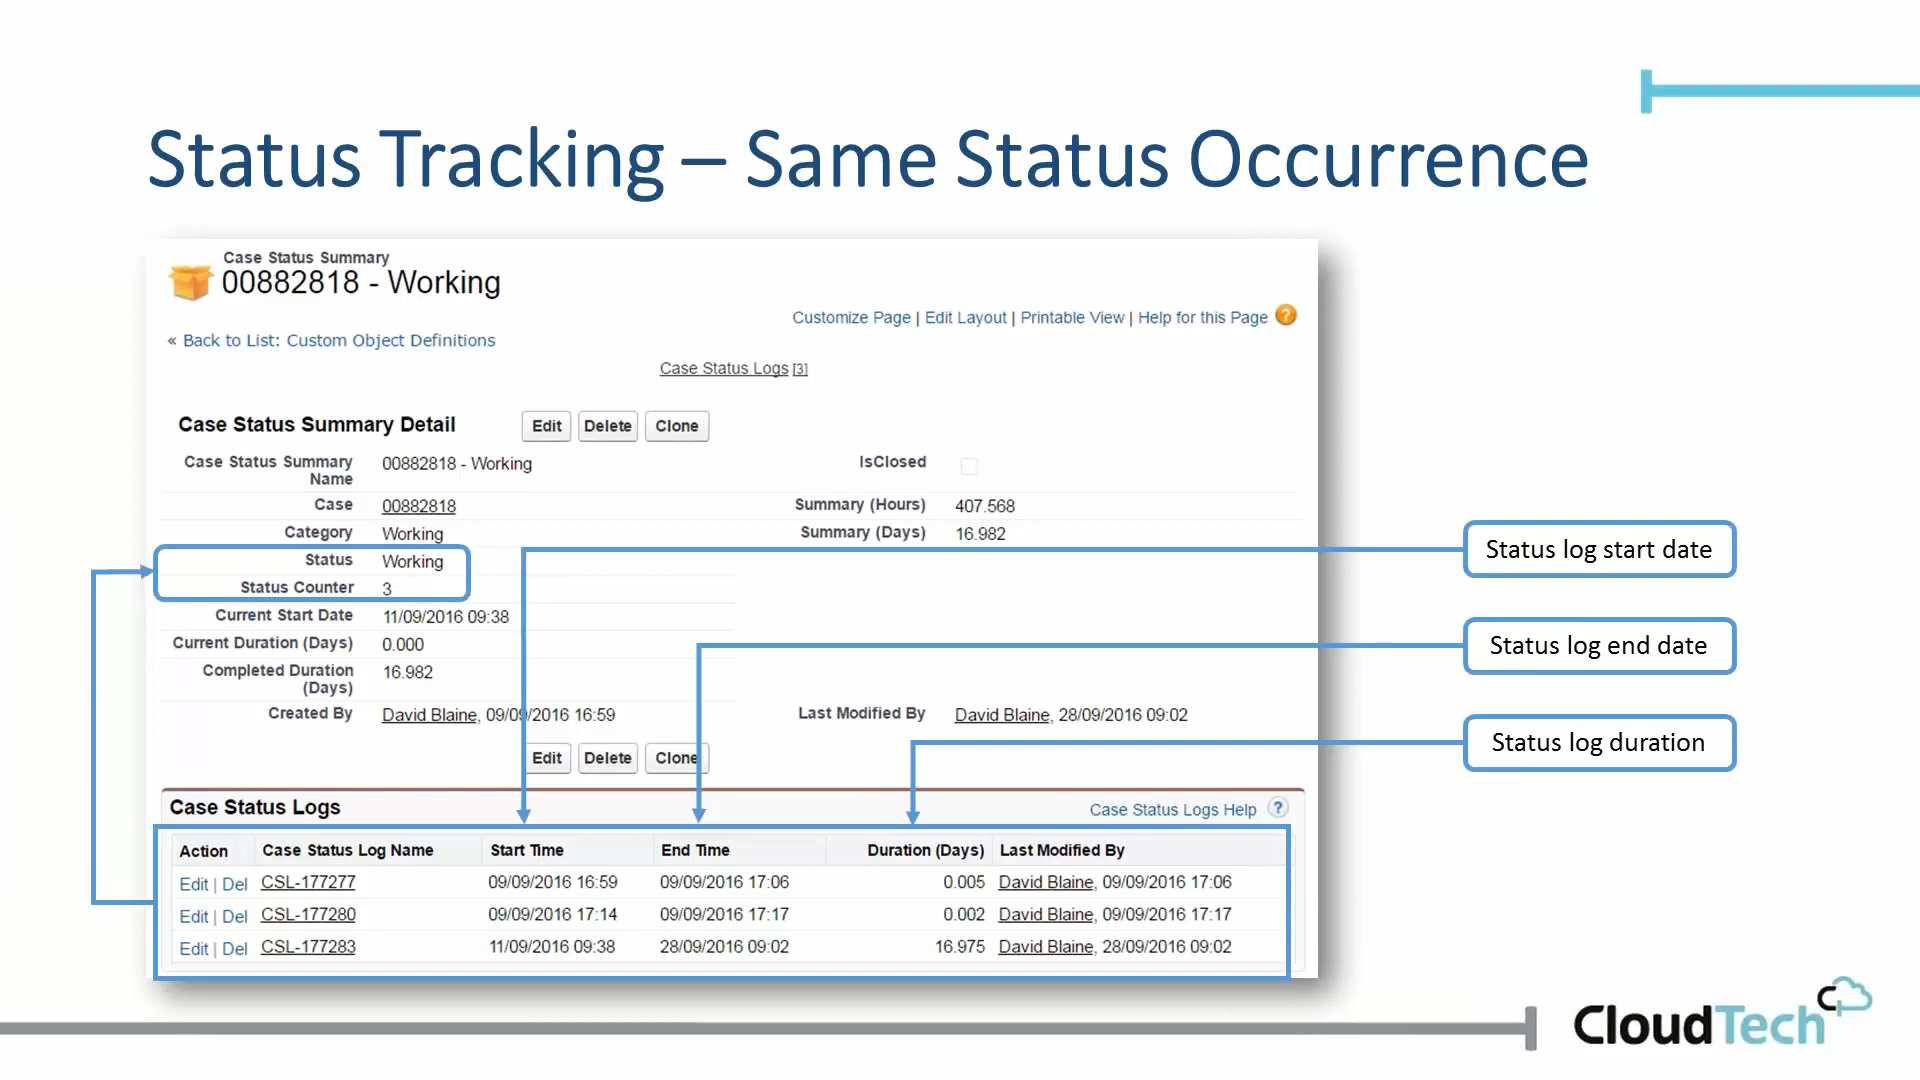 Status Tracking – Same Status Occurrence
Case Status Summary
00882818 - Working
Customize Page | Edit Layout | Printable View | Help for this Page ?
« Back to List: Custom Object Definitions
Case Status Logs [3]
Case Status Summary Detail Edit Delete Clone
Case Status Summary Name 00882818 - Working IsClosed
Case 00882818 Summary (Hours) 407.568
Category Working Summary (Days) 16.982
Status Working
Status Counter 3
Current Start Date 11/09/2016 09:38
Current Duration (Days) 0.000
Completed Duration (Days) 16.982
Created By David Blaine, 09/09/2016 16:59 Last Modified By David Blaine, 28/09/2016 09:02
Edit Delete Clone
Status log start date
Status log end date
Status log duration
Case Status Logs Case Status Logs Help ?
Action Case Status Log Name Start Time End Time Duration (Days) Last Modified By
Edit | Del CSL-177277 09/09/2016 16:59 09/09/2016 17:06 0.005 David Blaine, 09/09/2016 17:06
Edit | Del CSL-177280 09/09/2016 17:14 09/09/2016 17:17 0.002 David Blaine, 09/09/2016 17:17
Edit | Del CSL-177283 11/09/2016 09:38 28/09/2016 09:02 16.975 David Blaine, 28/09/2016 09:02
CloudTech